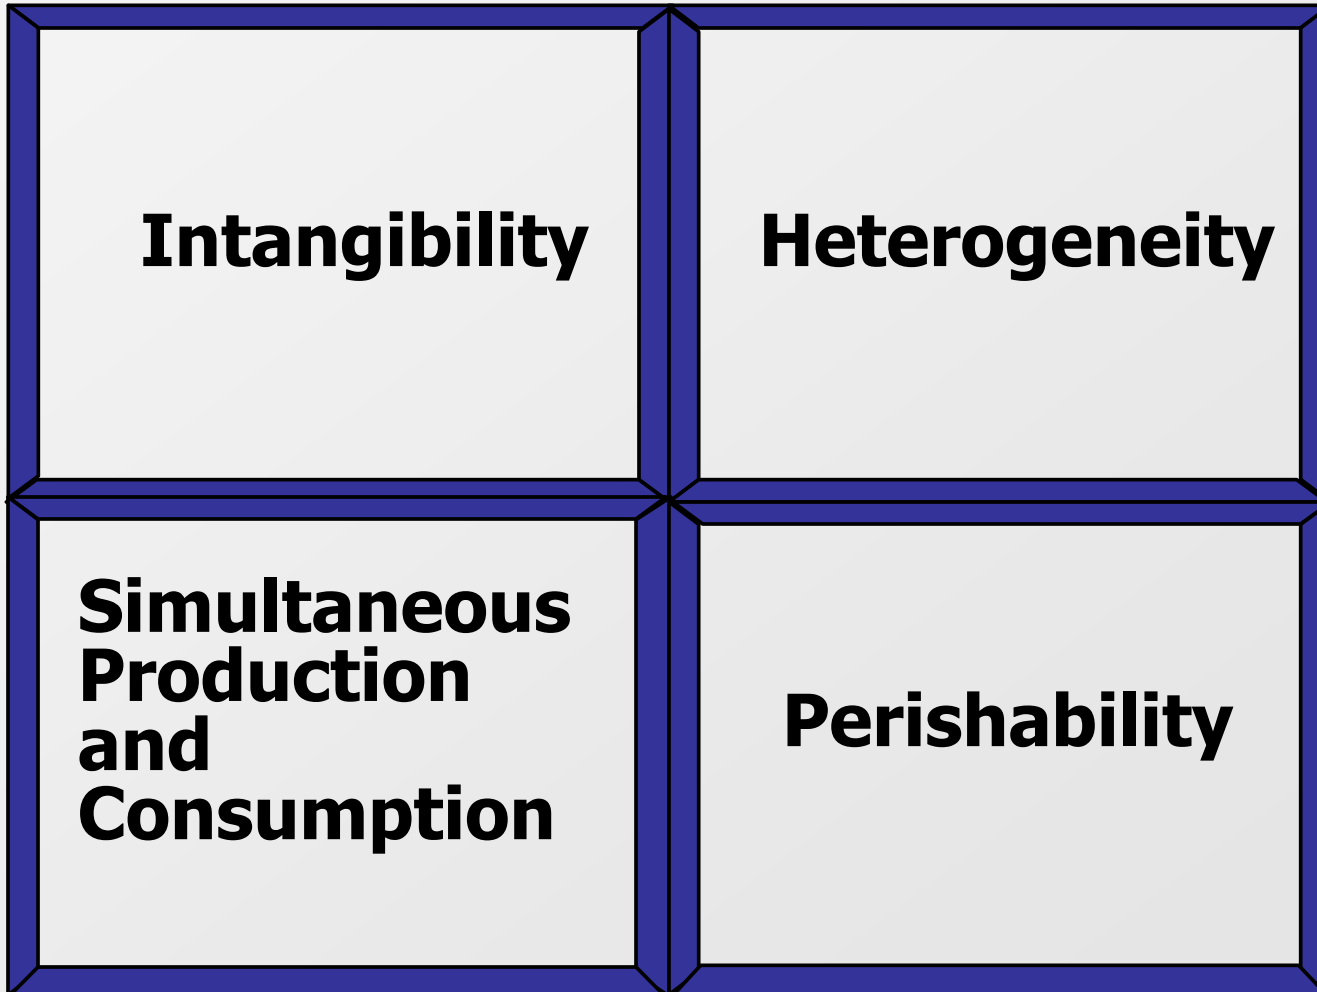 Intangibility
Heterogeneity
Simultaneous
Production
and
Consumption
Perishability